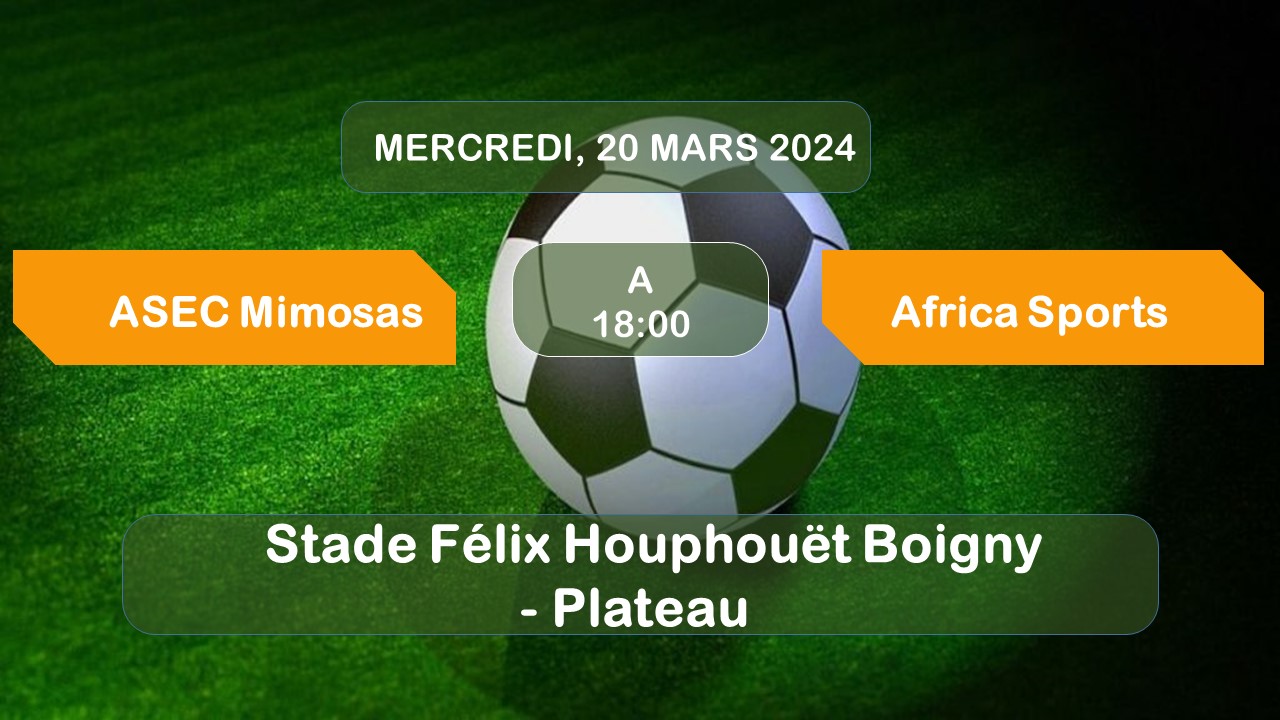 MERCREDI, 20 MARS 2024
ASEC Mimosas
A
18:00
Africa Sports
Stade Félix Houphouët Boigny
- Plateau